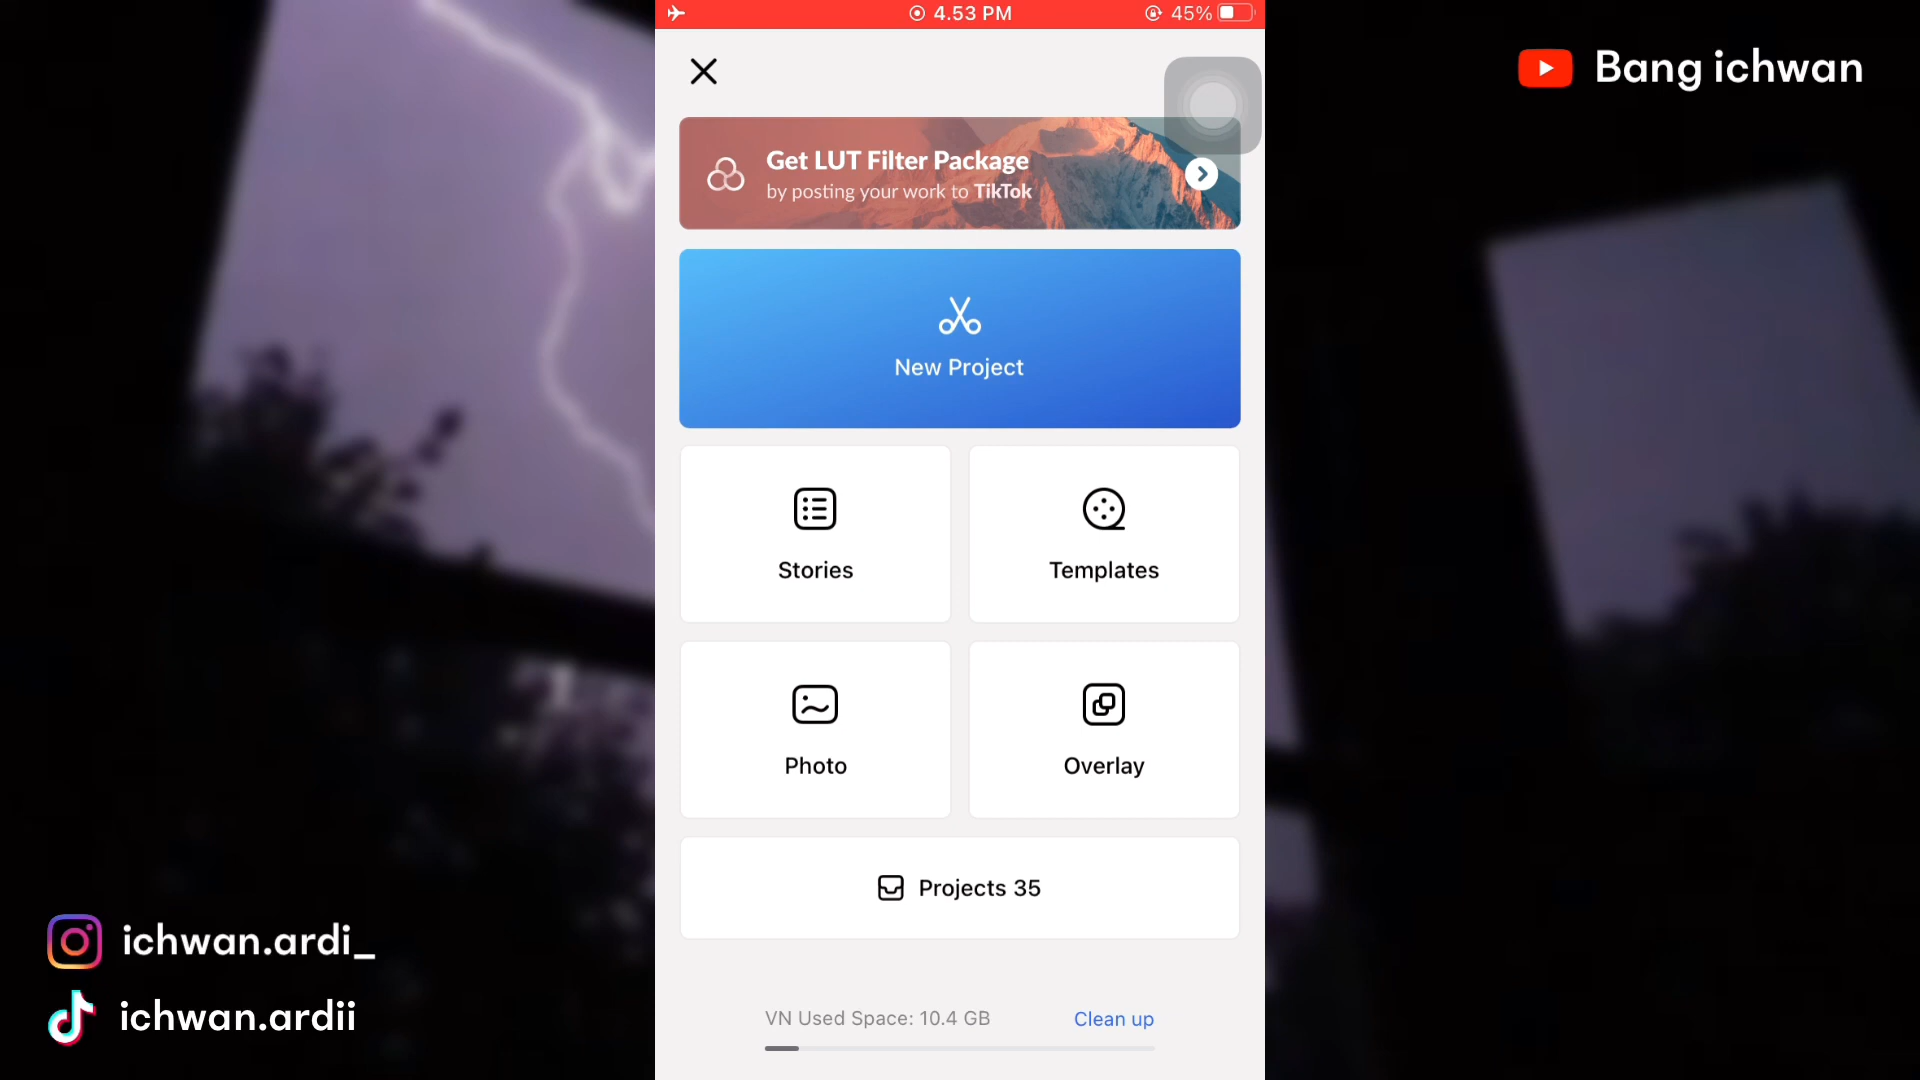 4.53 PM
45%
Bang ichwan
Get LUT Filter Package
by posting your work to TikTok
New Project
Stories
Templates
Photo
Overlay
Projects 35
ichwan.ardi_
ichwan.ardii
VN Used Space: 10.4 GB
Clean up